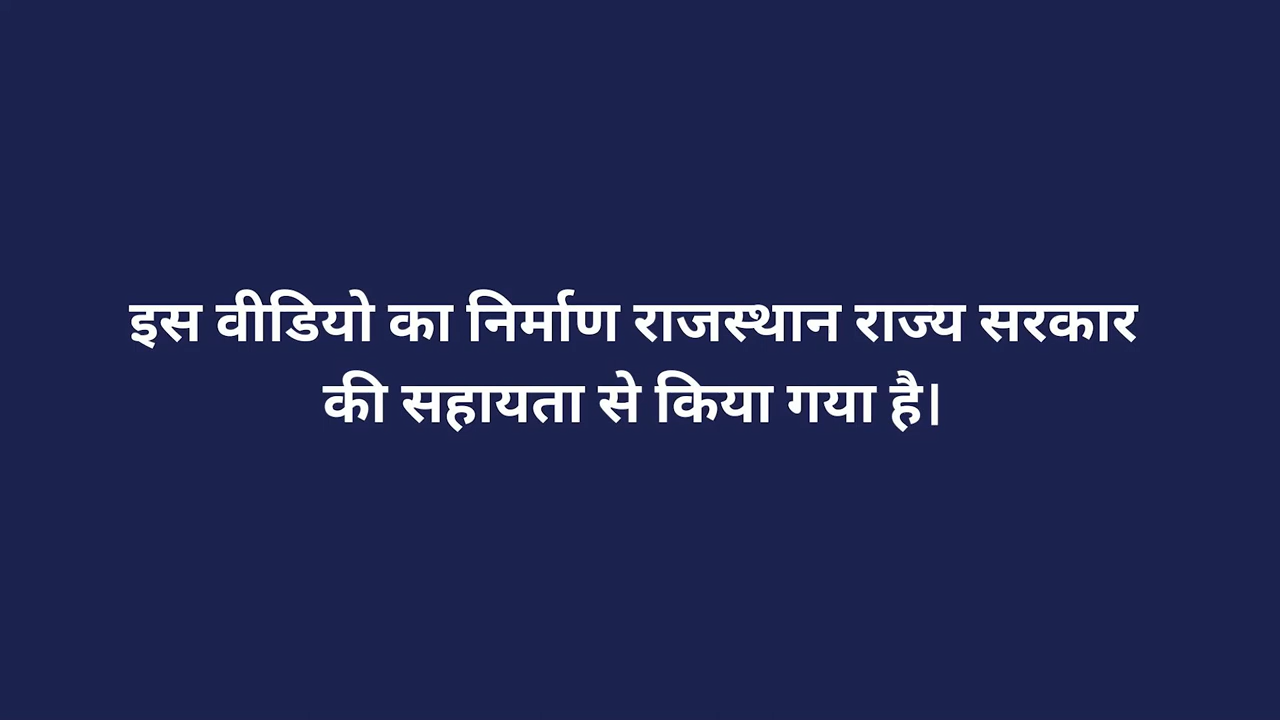 इस वीडियो का निर्माण राजस्थान राज्य सरकार
की सहायता से किया गया है।